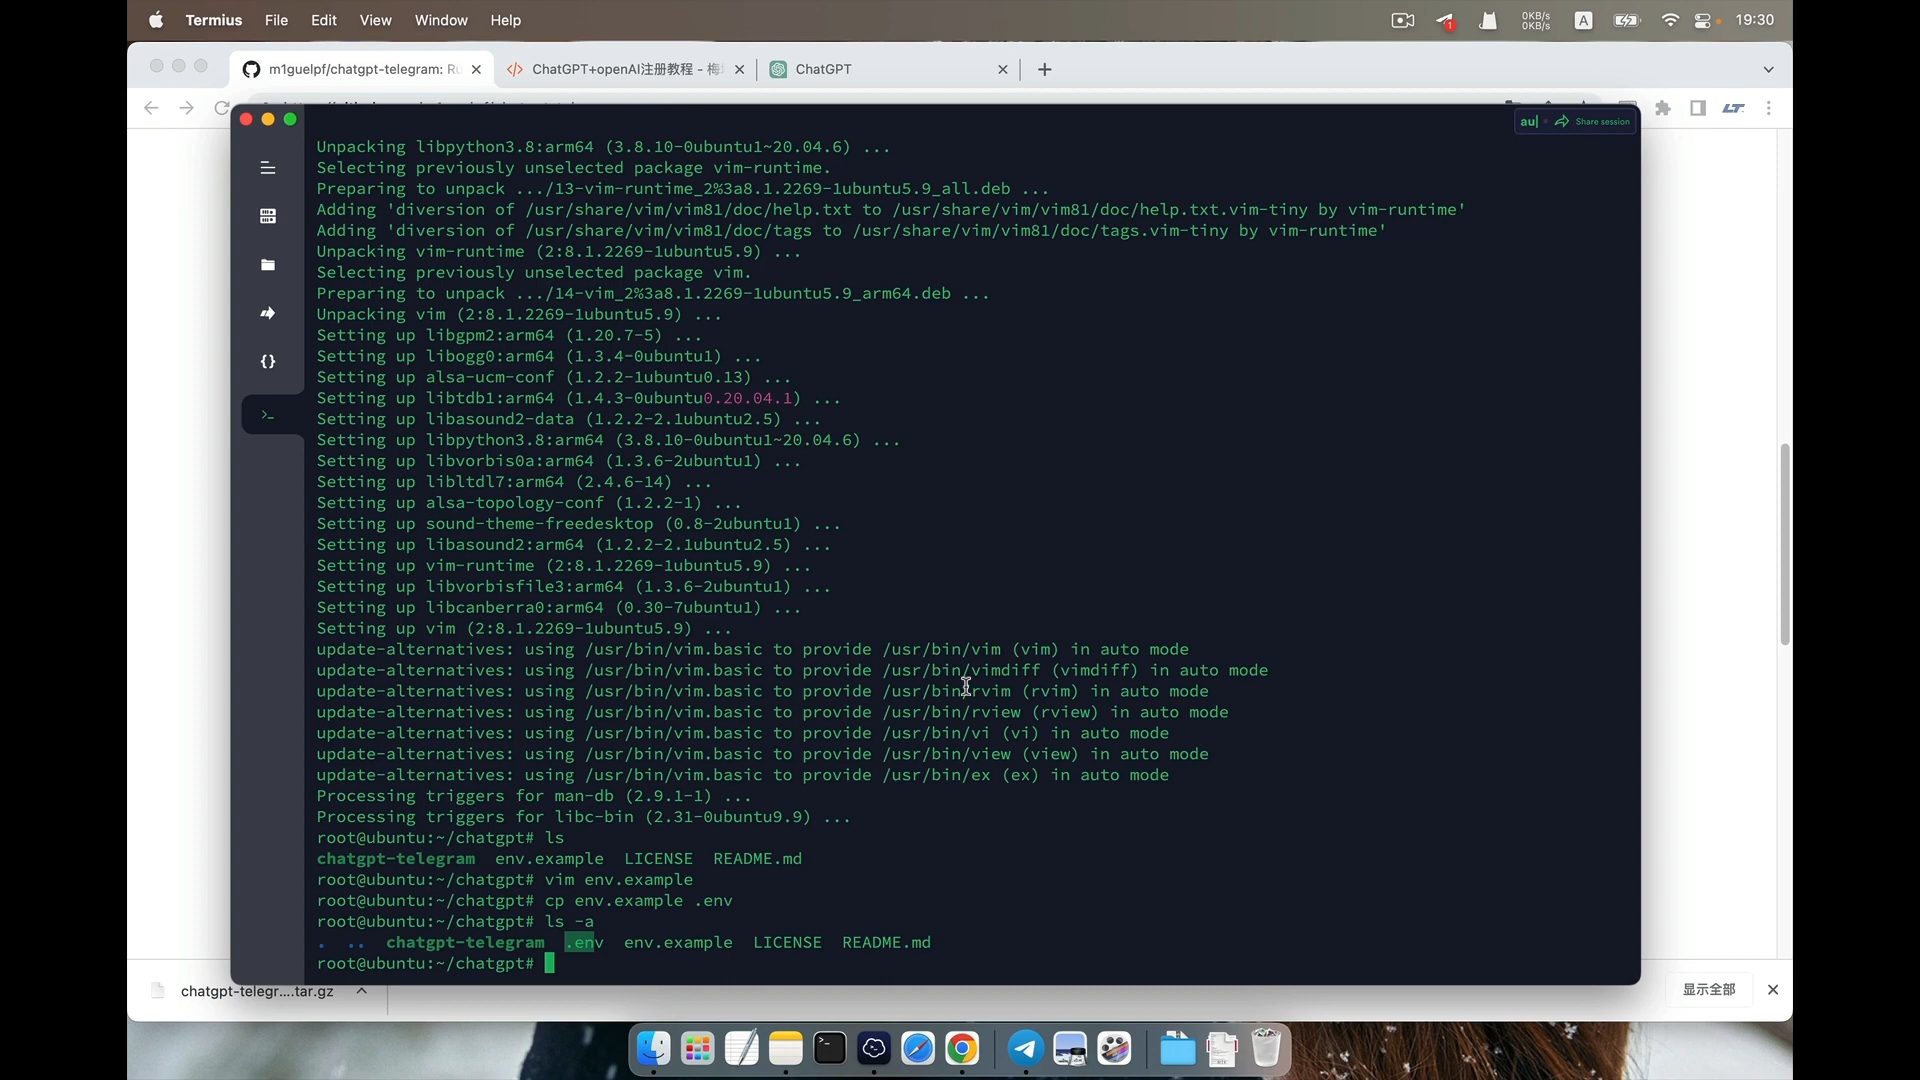 Termius File Edit View Window Help
1
0KB/s
0KB/s
A
19:30
m1guelpf/chatgpt-telegram: Ru
ChatGPT+openAI注册教程 - 梅
ChatGPT
LT
au| Share session
Unpacking libpython3.8:arm64 (3.8.10-0ubuntu1~20.04.6) ...
Selecting previously unselected package vim-runtime.
Preparing to unpack .../13-vim-runtime_2%3a8.1.2269-1ubuntu5.9_all.deb ...
Adding 'diversion of /usr/share/vim/vim81/doc/help.txt to /usr/share/vim/vim81/doc/help.txt.vim-tiny by vim-runtime'
Adding 'diversion of /usr/share/vim/vim81/doc/tags to /usr/share/vim/vim81/doc/tags.vim-tiny by vim-runtime'
Unpacking vim-runtime (2:8.1.2269-1ubuntu5.9) ...
Selecting previously unselected package vim.
Preparing to unpack .../14-vim_2%3a8.1.2269-1ubuntu5.9_arm64.deb ...
Unpacking vim (2:8.1.2269-1ubuntu5.9) ...
Setting up libgpm2:arm64 (1.20.7-5) ...
Setting up libogg0:arm64 (1.3.4-0ubuntu1) ...
Setting up alsa-ucm-conf (1.2.2-1ubuntu0.13) ...
Setting up libtdb1:arm64 (1.4.3-0ubuntu0.20.04.1) ...
Setting up libasound2-data (1.2.2-2.1ubuntu2.5) ...
Setting up libpython3.8:arm64 (3.8.10-0ubuntu1~20.04.6) ...
Setting up libvorbis0a:arm64 (1.3.6-2ubuntu1) ...
Setting up libltdl7:arm64 (2.4.6-14) ...
Setting up alsa-topology-conf (1.2.2-1) ...
Setting up sound-theme-freedesktop (0.8-2ubuntu1) ...
Setting up libasound2:arm64 (1.2.2-2.1ubuntu2.5) ...
Setting up vim-runtime (2:8.1.2269-1ubuntu5.9) ...
Setting up libvorbisfile3:arm64 (1.3.6-2ubuntu1) ...
Setting up libcanberra0:arm64 (0.30-7ubuntu1) ...
Setting up vim (2:8.1.2269-1ubuntu5.9) ...
update-alternatives: using /usr/bin/vim.basic to provide /usr/bin/vim (vim) in auto mode
update-alternatives: using /usr/bin/vim.basic to provide /usr/bin/vimdiff (vimdiff) in auto mode
update-alternatives: using /usr/bin/vim.basic to provide /usr/bin/rvim (rvim) in auto mode
update-alternatives: using /usr/bin/vim.basic to provide /usr/bin/rview (rview) in auto mode
update-alternatives: using /usr/bin/vim.basic to provide /usr/bin/vi (vi) in auto mode
update-alternatives: using /usr/bin/vim.basic to provide /usr/bin/view (view) in auto mode
update-alternatives: using /usr/bin/vim.basic to provide /usr/bin/ex (ex) in auto mode
Processing triggers for man-db (2.9.1-1) ...
Processing triggers for libc-bin (2.31-0ubuntu9.9) ...
root@ubuntu:~/chatgpt# ls
chatgpt-telegram env.example LICENSE README.md
root@ubuntu:~/chatgpt# vim env.example
root@ubuntu:~/chatgpt# cp env.example .env
root@ubuntu:~/chatgpt# ls -a
. .. chatgpt-telegram .env env.example LICENSE README.md
root@ubuntu:~/chatgpt#
chatgpt-telegr....tar.gz
显示全部